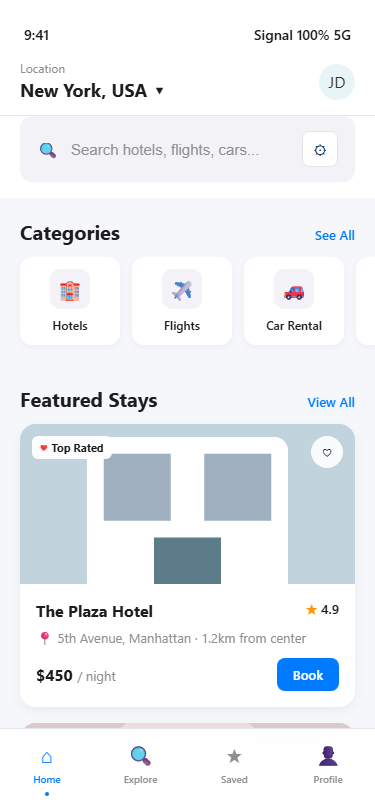 9:41
Signal 100% 5G
Location
New York, USA ▼
JD
Search hotels, flights, cars...
Categories
See All
Hotels
Flights
Car Rental
Featured Stays
View All
Top Rated
The Plaza Hotel
★ 4.9
5th Avenue, Manhattan · 1.2km from center
$450 / night
Book
Home
Explore
Saved
Profile